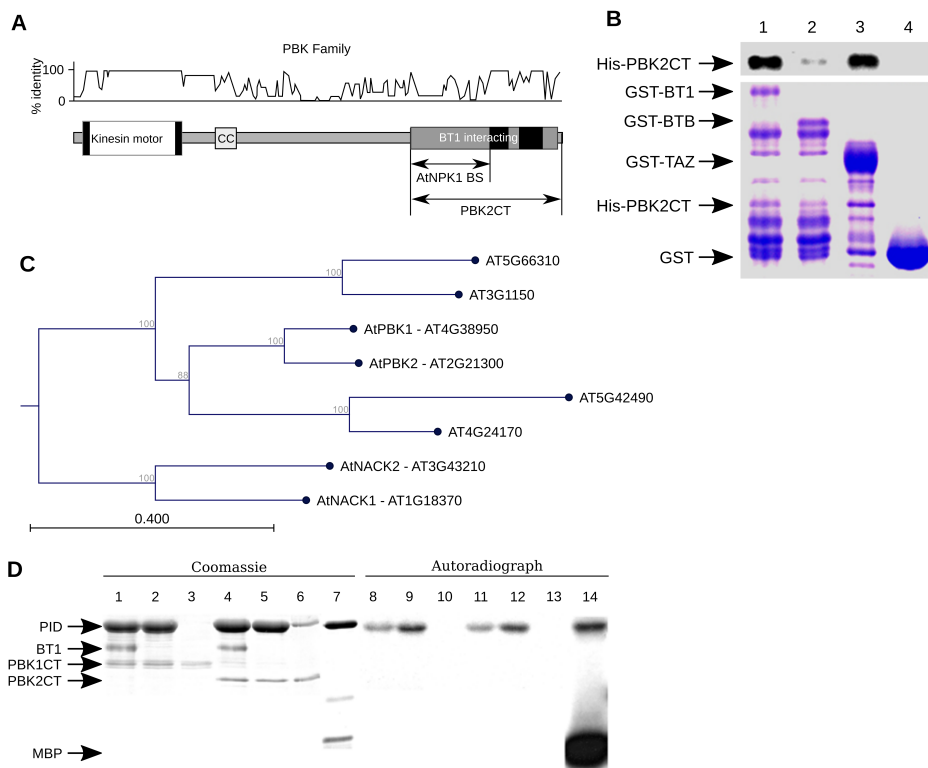 A
PBK Family
% identity
100
0
Kinesin motor
CC
BT1 interacting
AtNPK1 BS
PBK2CT
B
1 2 3 4
His-PBK2CT
GST-BT1
GST-BTB
GST-TAZ
His-PBK2CT
GST
C
100
AT5G66310
AT3G1150
100
100
AtPBK1 - AT4G38950
AtPBK2 - AT2G21300
88
100
AT5G42490
AT4G24170
100
AtNACK2 - AT3G43210
AtNACK1 - AT1G18370
0.400
D
Coomassie Autoradiograph
1 2 3 4 5 6 7 8 9 10 11 12 13 14
PID
BT1
PBK1CT
PBK2CT
MBP